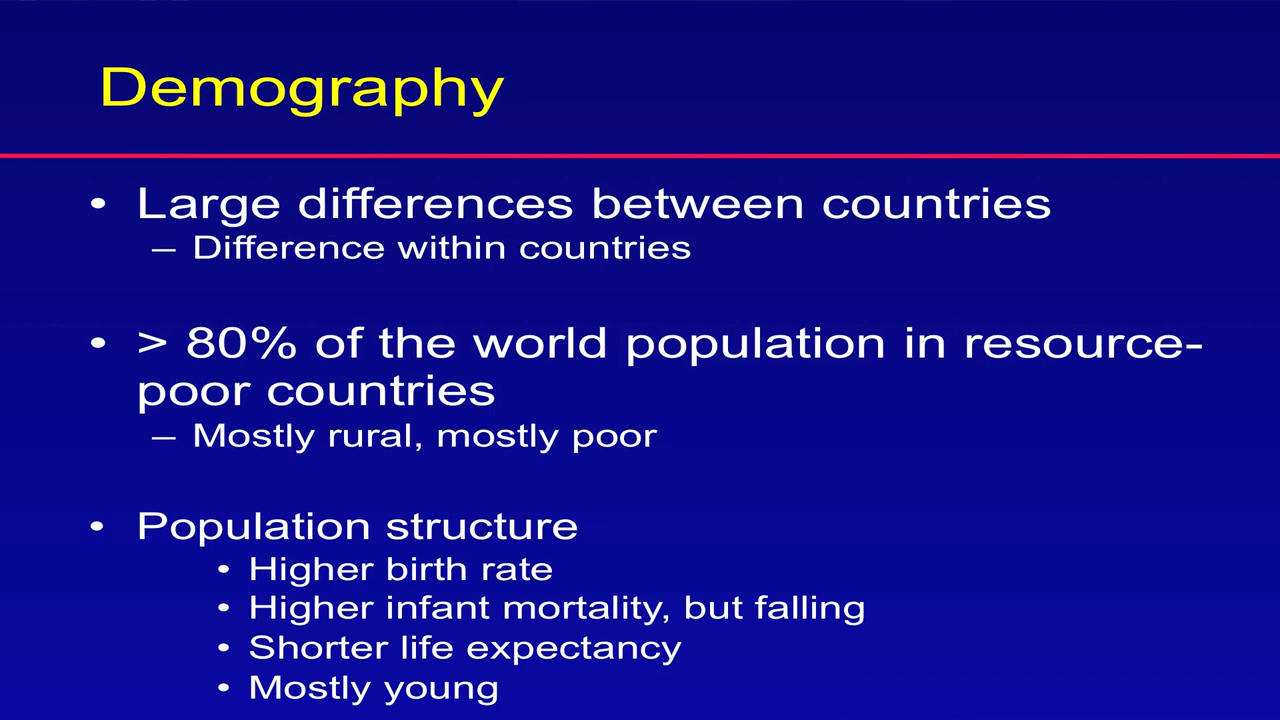 Demography
• Large differences between countries
– Difference within countries
• > 80% of the world population in resource-
poor countries
– Mostly rural, mostly poor
• Population structure
• Higher birth rate
• Higher infant mortality, but falling
• Shorter life expectancy
• Mostly young